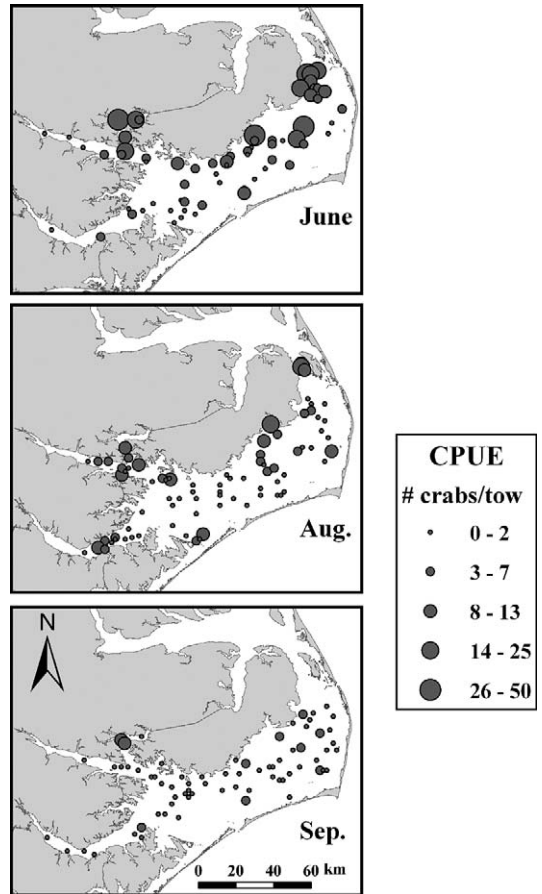 June
Aug.
N
Sep.
0 20 40 60 km
CPUE
# crabs/tow
0 - 2
3 - 7
8 - 13
14 - 25
26 - 50